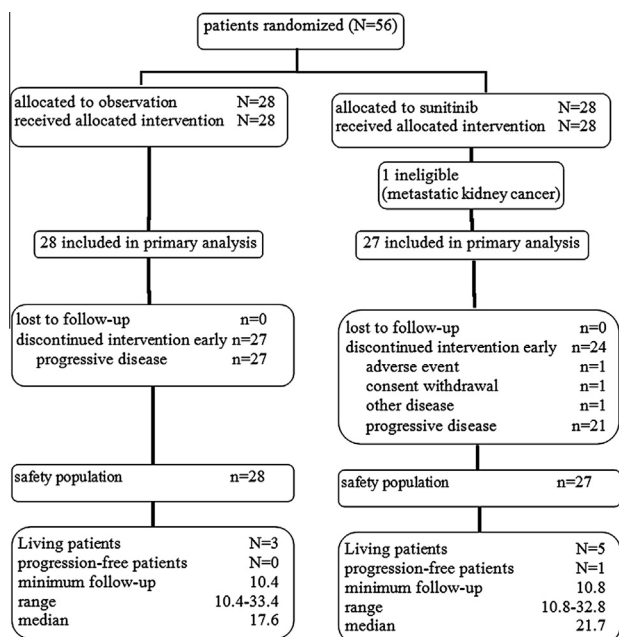 patients randomized (N=56)
allocated to observation N=28
received allocated intervention N=28
28 included in primary analysis
lost to follow-up n=0
discontinued intervention early n=27
progressive disease n=27
safety population n=28
Living patients N=3
progression-free patients N=0
minimum follow-up 10.4
range 10.4-33.4
median 17.6
allocated to sunitinib N=28
received allocated intervention N=28
1 ineligible
(metastatic kidney cancer)
27 included in primary analysis
lost to follow-up n=0
discontinued intervention early n=24
adverse event n=1
consent withdrawal n=1
other disease n=1
progressive disease n=21
safety population n=27
Living patients N=5
progression-free patients N=1
minimum follow-up 10.8
range 10.8-32.8
median 21.7